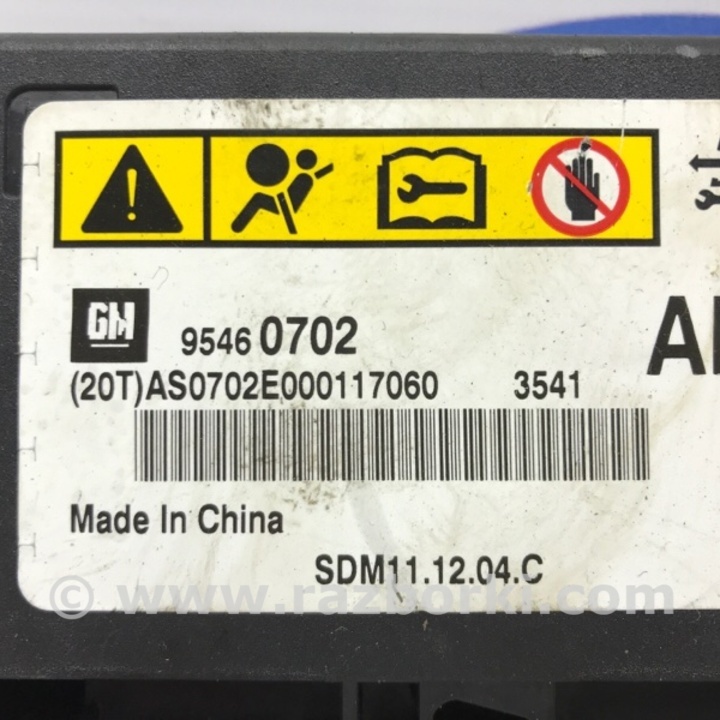 GM 9546 0702
(20T)AS0702E000117060 3541
Made In China
SDM11.12.04.C
© www.razborki.com